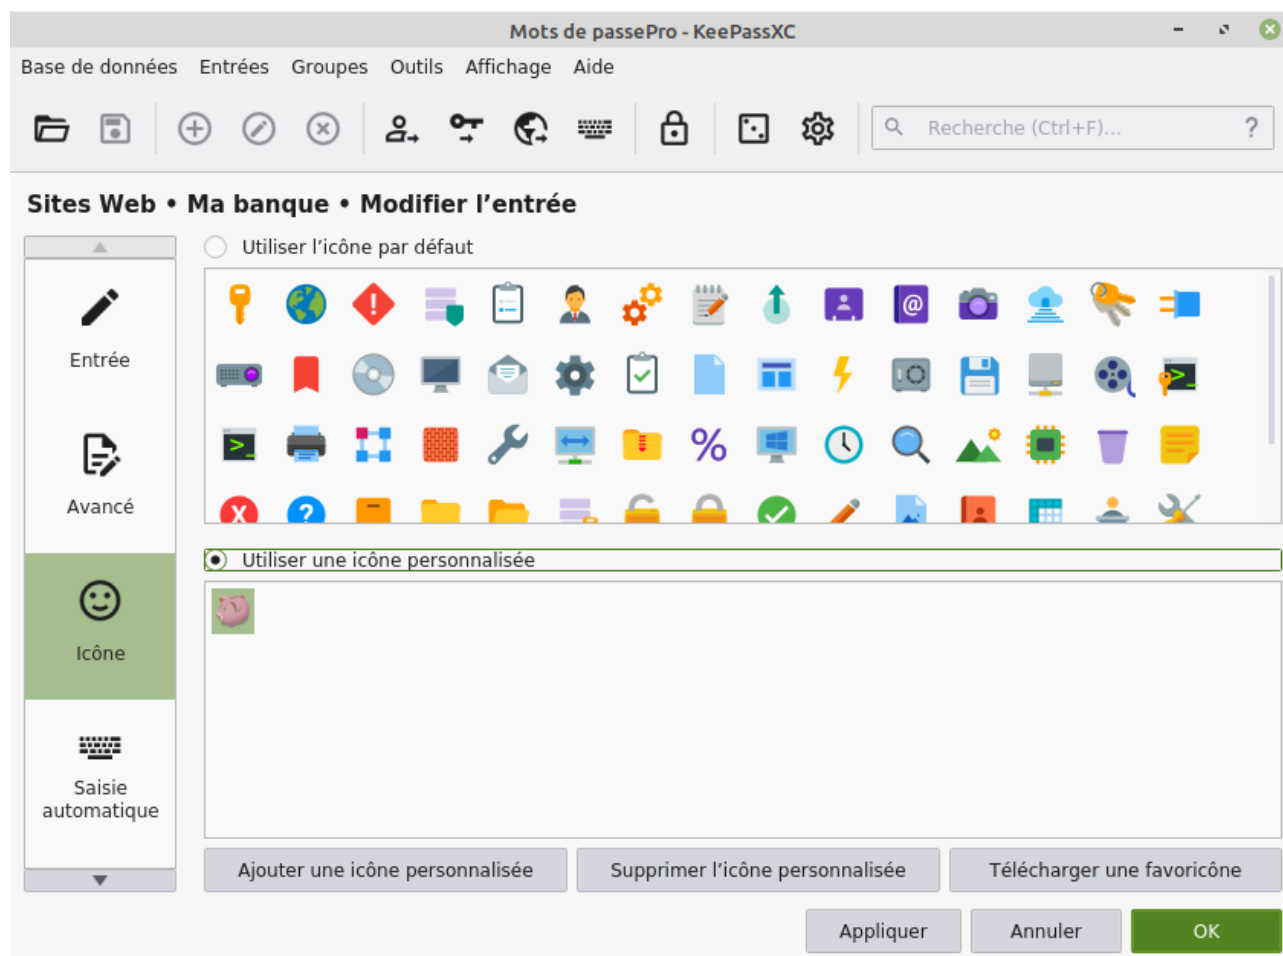 Mots de passePro - KeePassXC
Base de données Entrées Groupes Outils Affichage Aide
Recherche (Ctrl+F)... ?
Sites Web • Ma banque • Modifier l’entrée
Utiliser l’icône par défaut
Entrée
Avancé
Icône
Saisie
automatique
Utiliser une icône personnalisée
Ajouter une icône personnalisée Supprimer l’icône personnalisée Télécharger une favoricône
Appliquer Annuler OK